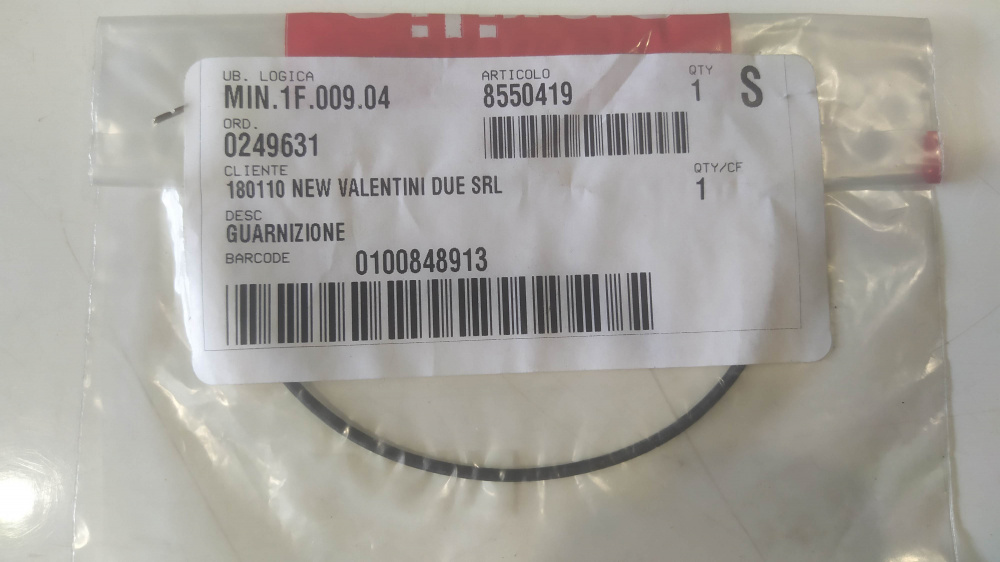 UB. LOGICA ARTICOLO QTY
MIN.1F.009.04 8550419 1 S
ORD.
0249631
CLIENTE QTY/CF
180110 NEW VALENTINI DUE SRL 1
DESC
GUARNIZIONE
BARCODE 0100848913